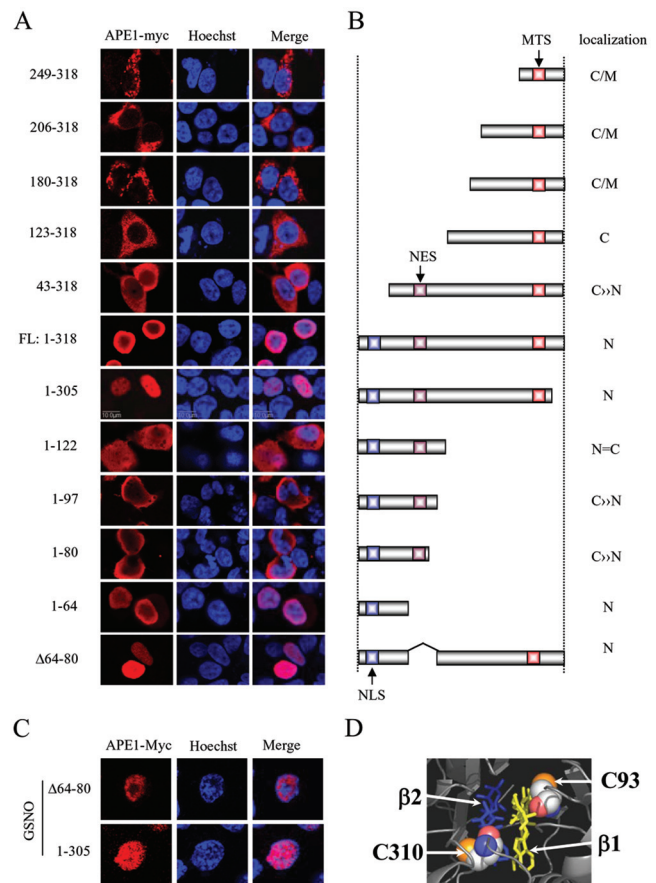 A
APE1-myc Hoechst Merge
249-318
206-318
180-318
123-318
43-318
FL: 1-318
1-305
10.0μm
1-122
1-97
1-80
1-64
Δ64-80
B
MTS localization
C/M
C/M
C/M
C
NES
C››N
N
N
N=C
C››N
C››N
N
N
NLS
C
APE1-Myc Hoechst Merge
GSNO
Δ64-80
1-305
D
C93
β2
C310
β1